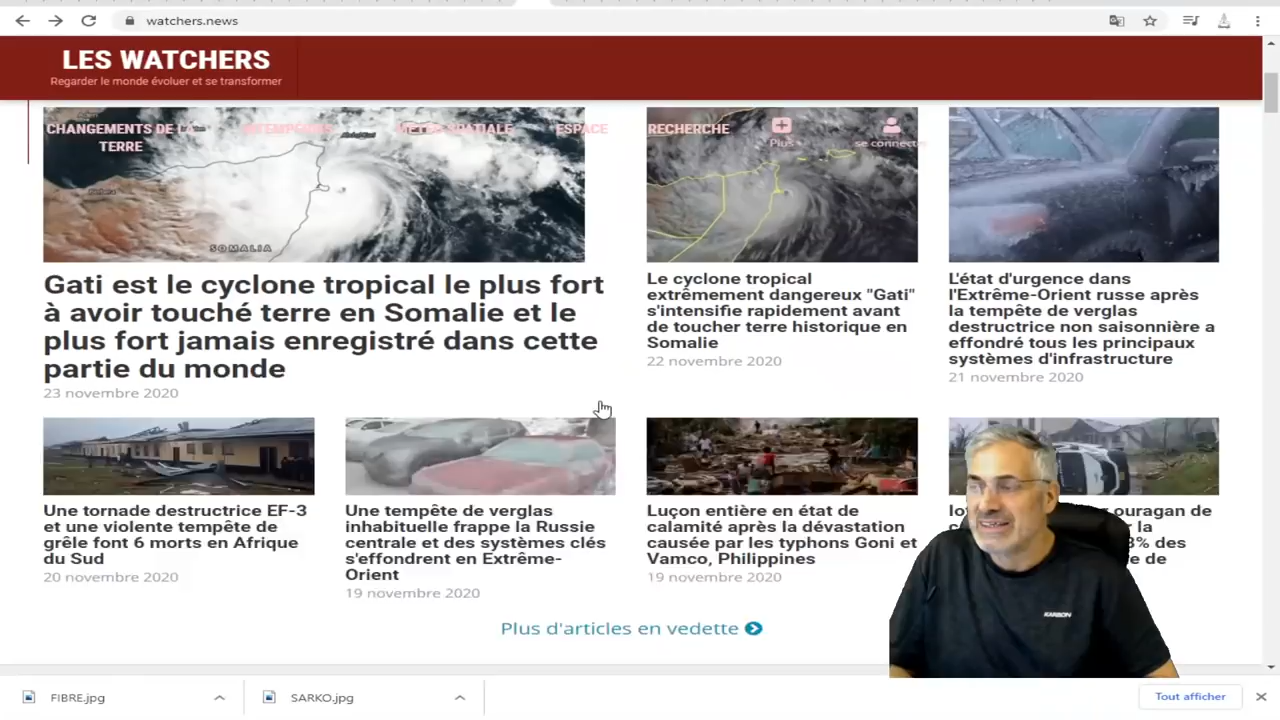 watchers.news
LES WATCHERS
Regarder le monde évoluer et se transformer
CHANGEMENTS DE LA
TERRE
MÉTÉO SPATIALE
ESPACE
RECHERCHE
Plus
se connecter
SOMALIA
Gati est le cyclone tropical le plus fort
à avoir touché terre en Somalie et le
plus fort jamais enregistré dans cette
partie du monde
23 novembre 2020
Le cyclone tropical
extrêmement dangereux "Gati"
s'intensifie rapidement avant
de toucher terre historique en
Somalie
22 novembre 2020
L'état d'urgence dans
l'Extrême-Orient russe après
la tempête de verglas
destructrice non saisonnière a
effondré tous les principaux
systèmes d'infrastructure
21 novembre 2020
Une tornade destructrice EF-3
et une violente tempête de
grêle font 6 morts en Afrique
du Sud
20 novembre 2020
Une tempête de verglas
inhabituelle frappe la Russie
centrale et des systèmes clés
s'effondrent en Extrême-
Orient
19 novembre 2020
Luçon entière en état de
calamité après la dévastation
causée par les typhons Goni et
Vamco, Philippines
19 novembre 2020
ouragan de
la
% des
de
Plus d'articles en vedette
FIBRE.jpg
SARKO.jpg
Tout afficher
KARBON